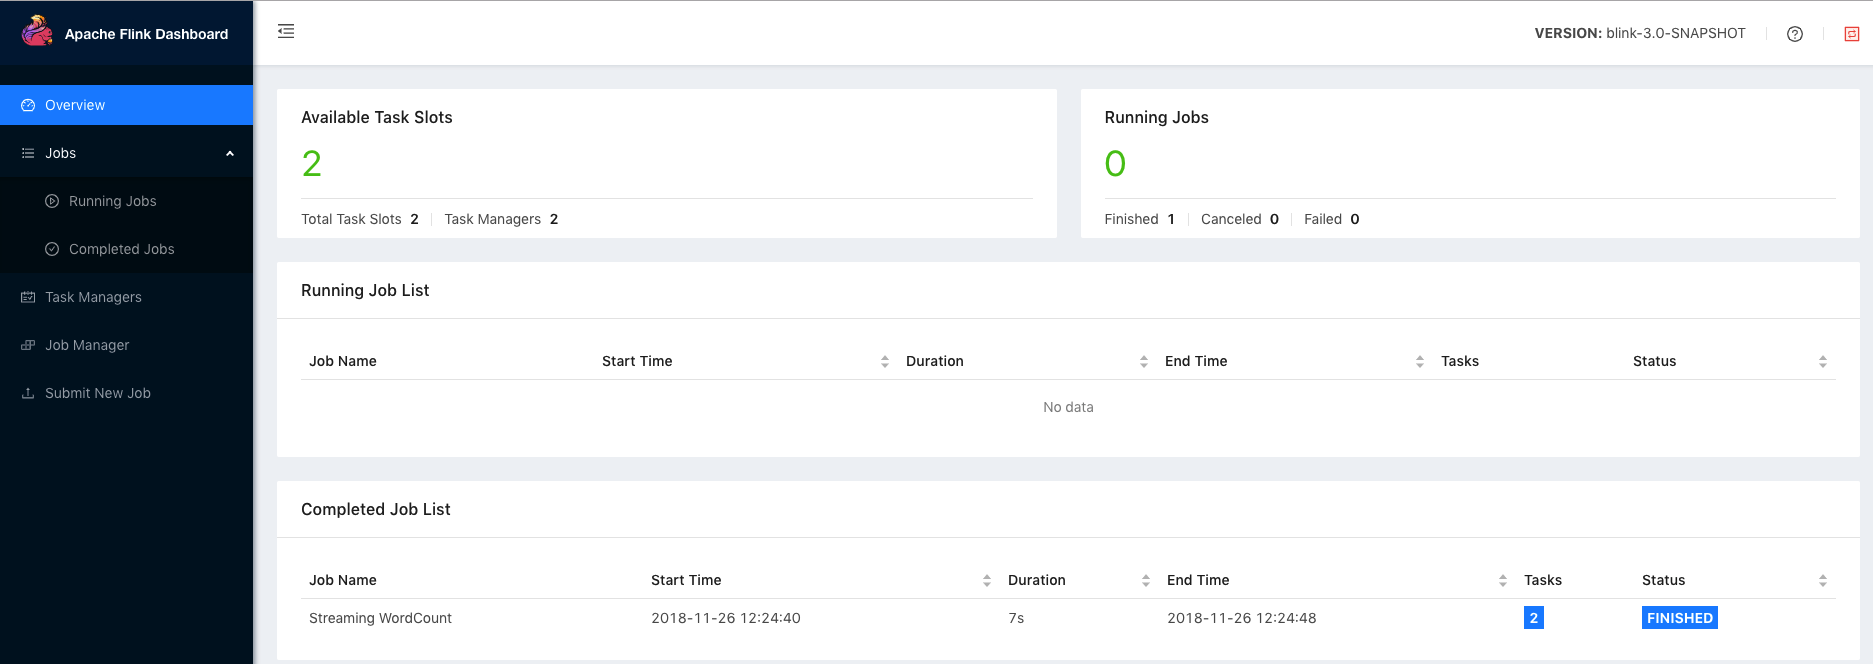 Apache Flink Dashboard
VERSION: blink-3.0-SNAPSHOT
Overview
Jobs
Running Jobs
Completed Jobs
Task Managers
Job Manager
Submit New Job
Available Task Slots
2
Total Task Slots 2 Task Managers 2
Running Jobs
0
Finished 1 Canceled 0 Failed 0
Running Job List
Job Name Start Time Duration End Time Tasks Status
No data
Completed Job List
Job Name Start Time Duration End Time Tasks Status
Streaming WordCount 2018-11-26 12:24:40 7s 2018-11-26 12:24:48 2 FINISHED